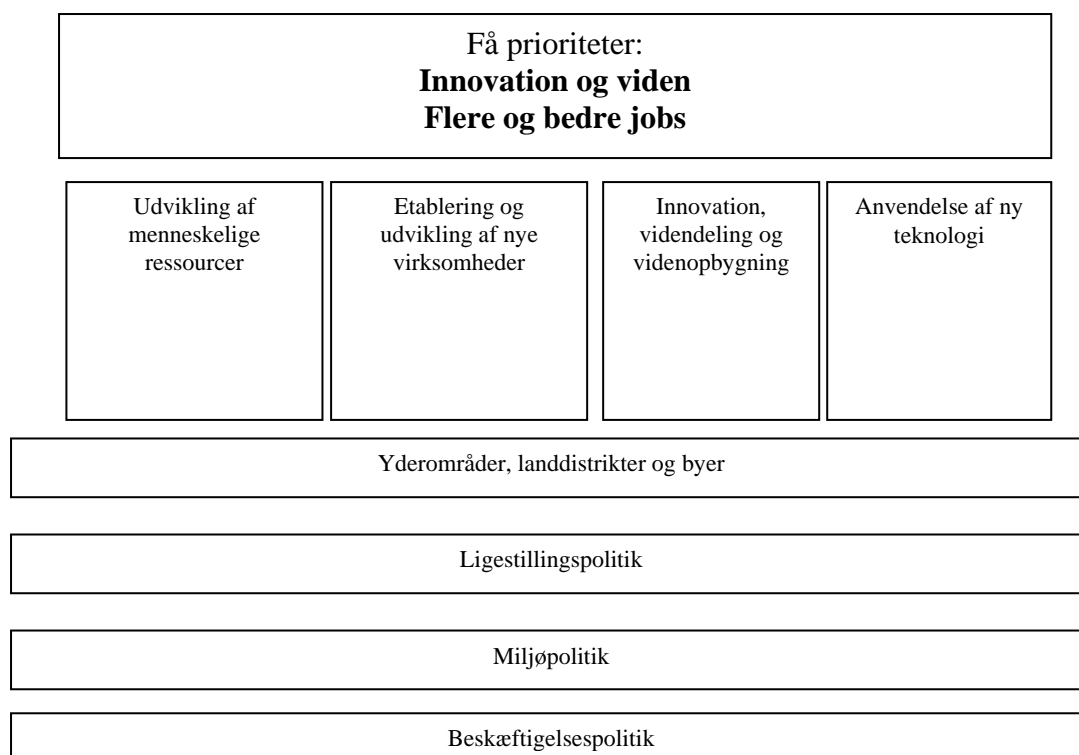 Få prioriteter:
Innovation og viden
Flere og bedre jobs
Udvikling af
menneskelige
ressourcer
Etablering og
udvikling af nye
virksomheder
Innovation,
videndeling og
videnopbygning
Anvendelse af ny
teknologi
Yderområder, landdistrikter og byer
Ligestillingspolitik
Miljøpolitik
Beskæftigelsespolitik